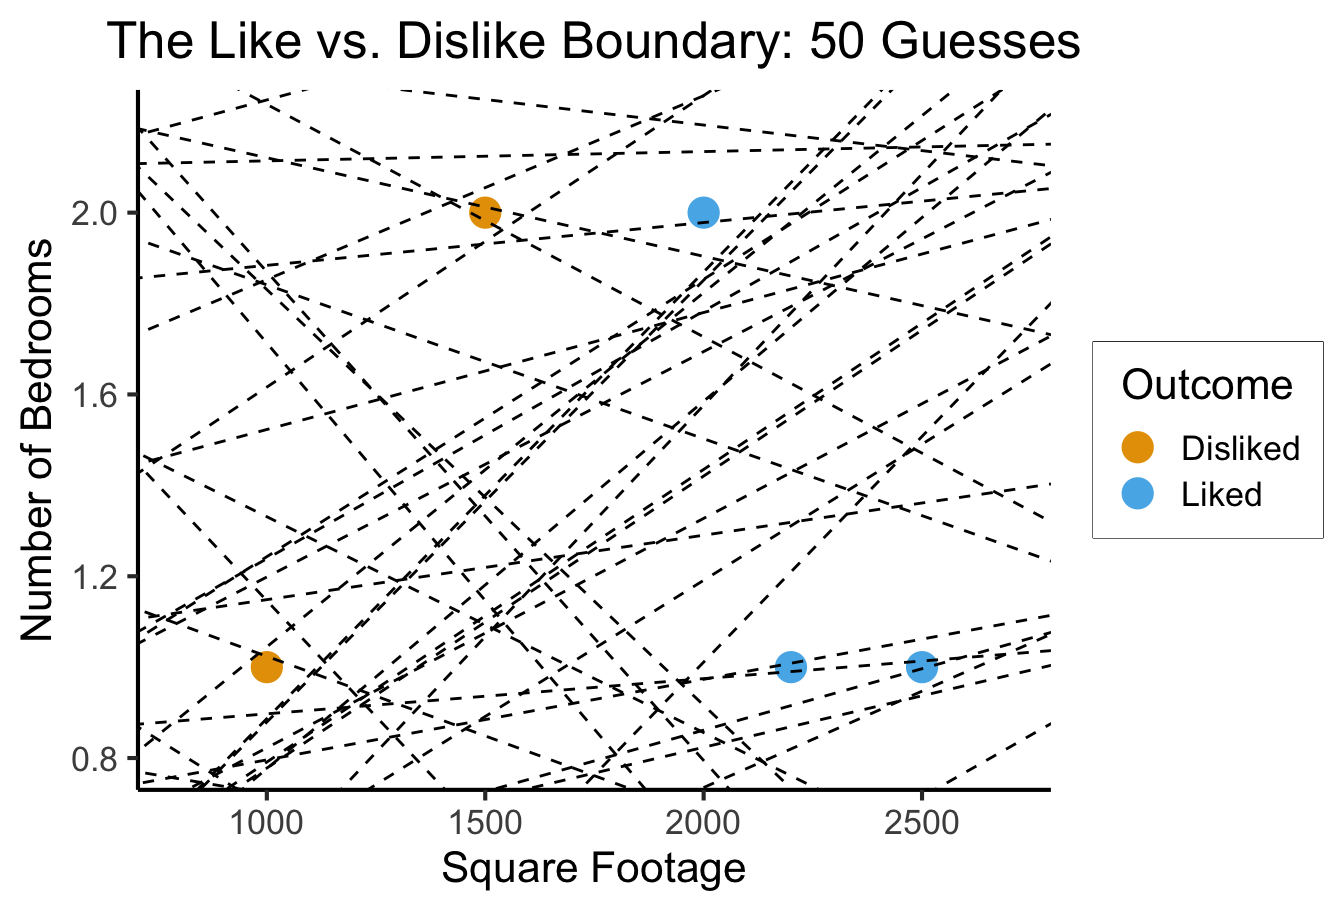 The Like vs. Dislike Boundary: 50 Guesses
Number of Bedrooms
2.0
1.6
1.2
0.8
1000 1500 2000 2500
Square Footage
Outcome
Disliked
Liked